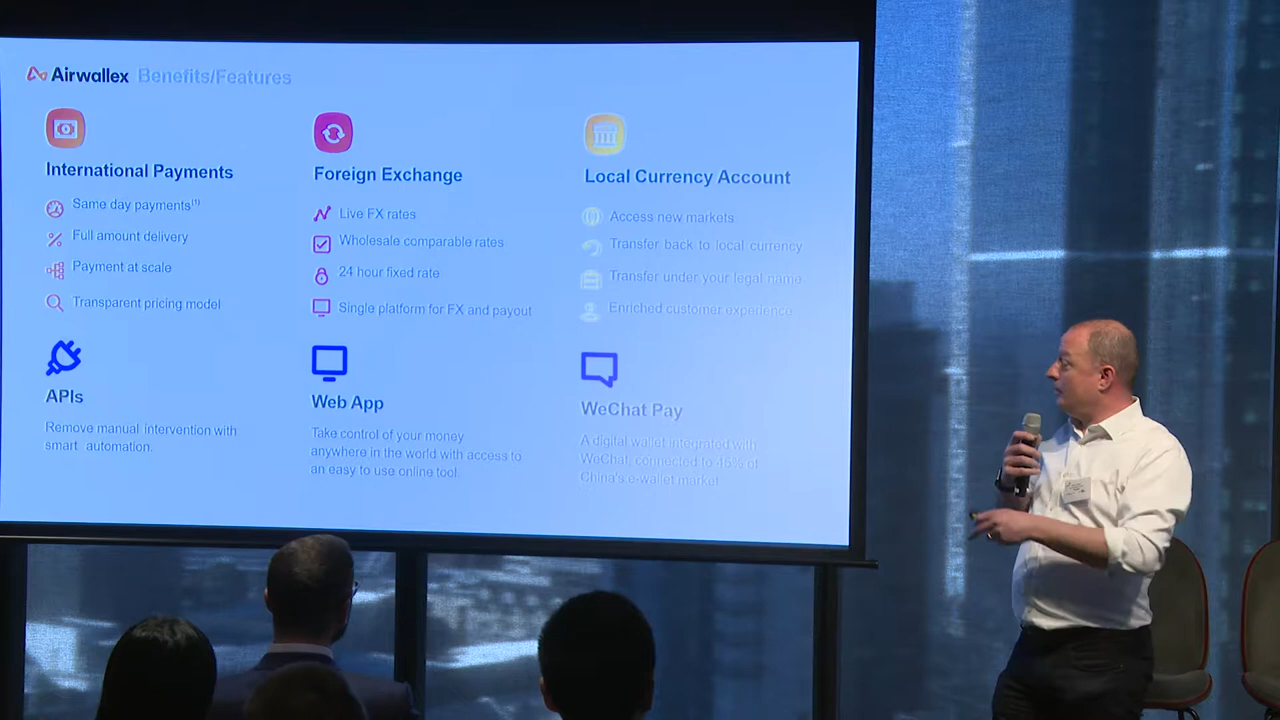 Airwallex Benefits/Features
International Payments
Same day payments(1)
Full amount delivery
Payment at scale
Transparent pricing model
Foreign Exchange
Live FX rates
Wholesale comparable rates
24 hour fixed rate
Single platform for FX and payout
Local Currency Account
Access new markets
Transfer back to local currency
Transfer under your legal name
Enriched customer experience
APIs
Remove manual intervention with
smart automation.
Web App
Take control of your money
anywhere in the world with access to
an easy to use online tool.
WeChat Pay
A digital wallet integrated with
WeChat, connected to 45% of
China's e-wallet market